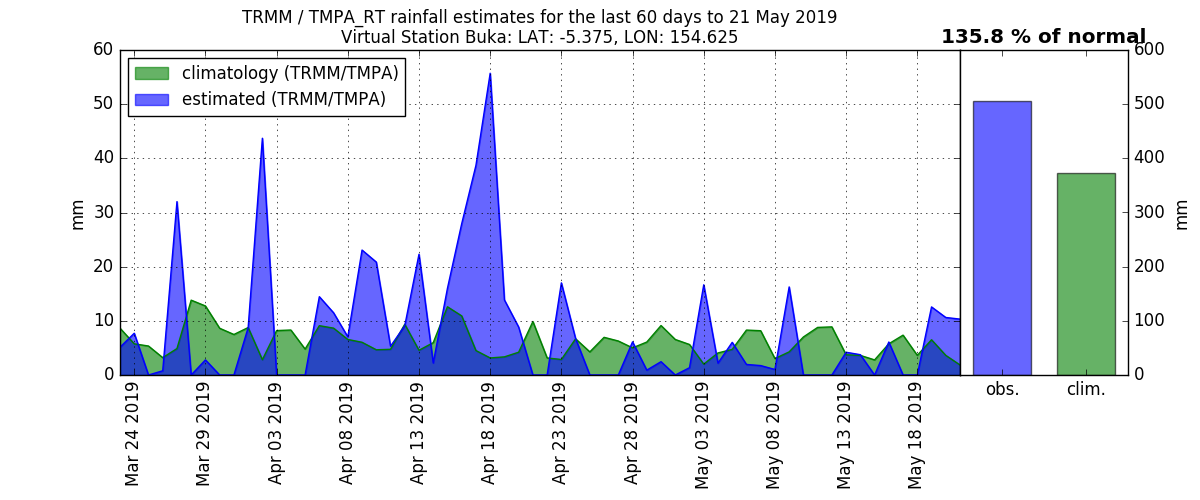 TRMM / TMPA_RT rainfall estimates for the last 60 days to 21 May 2019
Virtual Station Buka: LAT: -5.375, LON: 154.625
135.8 % of normal
climatology (TRMM/TMPA)
estimated (TRMM/TMPA)
mm
60
50
40
30
20
10
0
Mar 24 2019
Mar 29 2019
Apr 03 2019
Apr 08 2019
Apr 13 2019
Apr 18 2019
Apr 23 2019
Apr 28 2019
May 03 2019
May 08 2019
May 13 2019
May 18 2019
obs.
clim.
600
500
400
300
200
100
0
mm